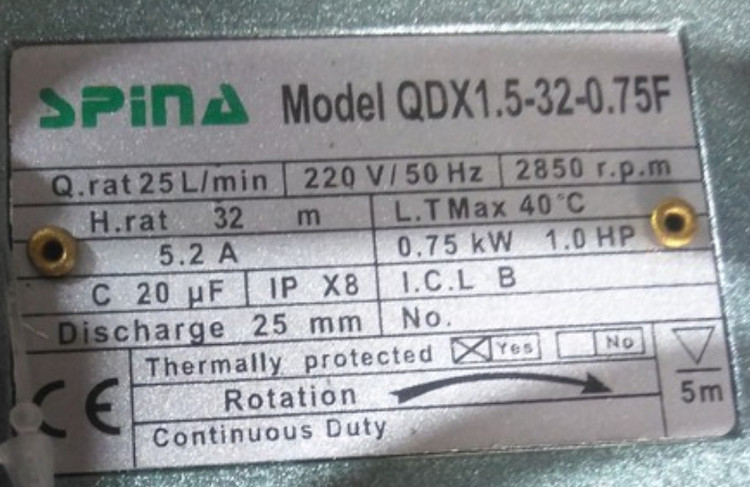 SPINA Model QDX1.5-32-0.75F
Q.rat 25 L/min 220 V/50 Hz 2850 r.p.m
H.rat 32 m L.T Max 40°C
5.2 A 0.75 kW 1.0 HP
C 20 µF IP X8 I.C.L B
Discharge 25 mm No.
Thermally protected Yes No
CE Rotation 5m
Continuous Duty